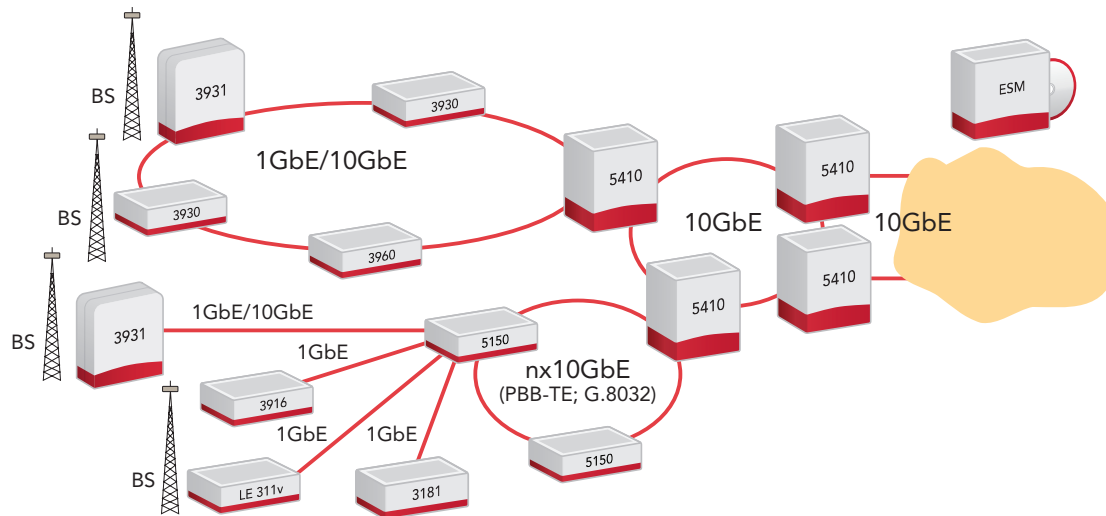 BS
3931
3930
ESM
1GbE/10GbE
5410
5410
BS
3930
10GbE
10GbE
3960
5410
5410
BS
3931
1GbE/10GbE
5150
1GbE
nx10GbE
(PBB-TE; G.8032)
3916
1GbE
1GbE
5150
BS
LE 311v
3181